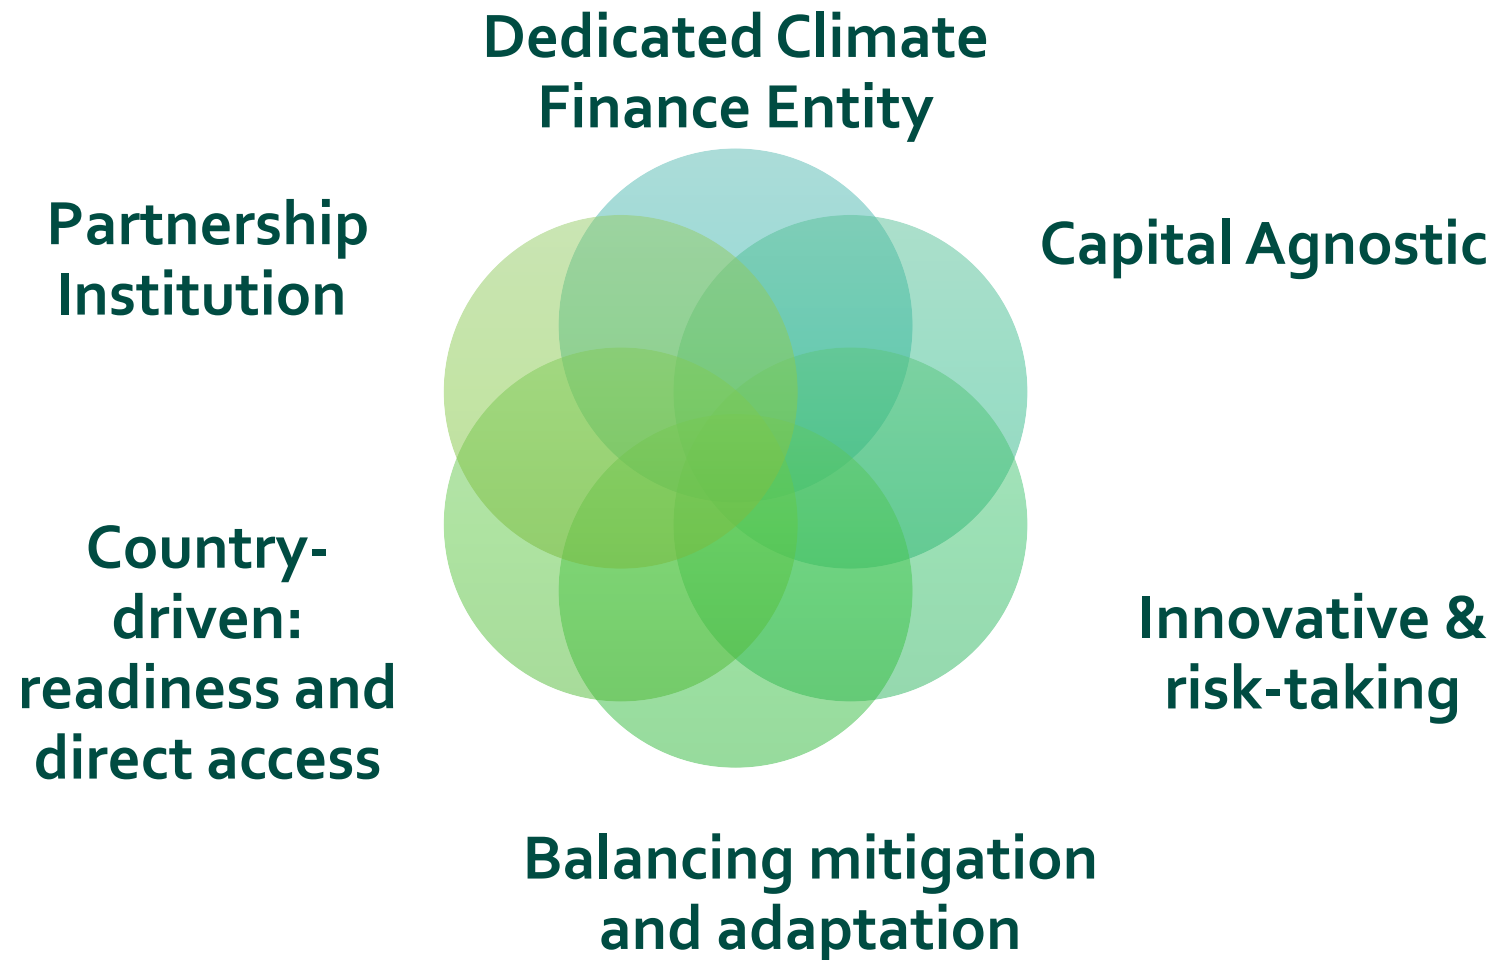 Dedicated Climate
Finance Entity
Partnership
Institution
Capital Agnostic
Country-
driven:
readiness and
direct access
Innovative &
risk-taking
Balancing mitigation
and adaptation